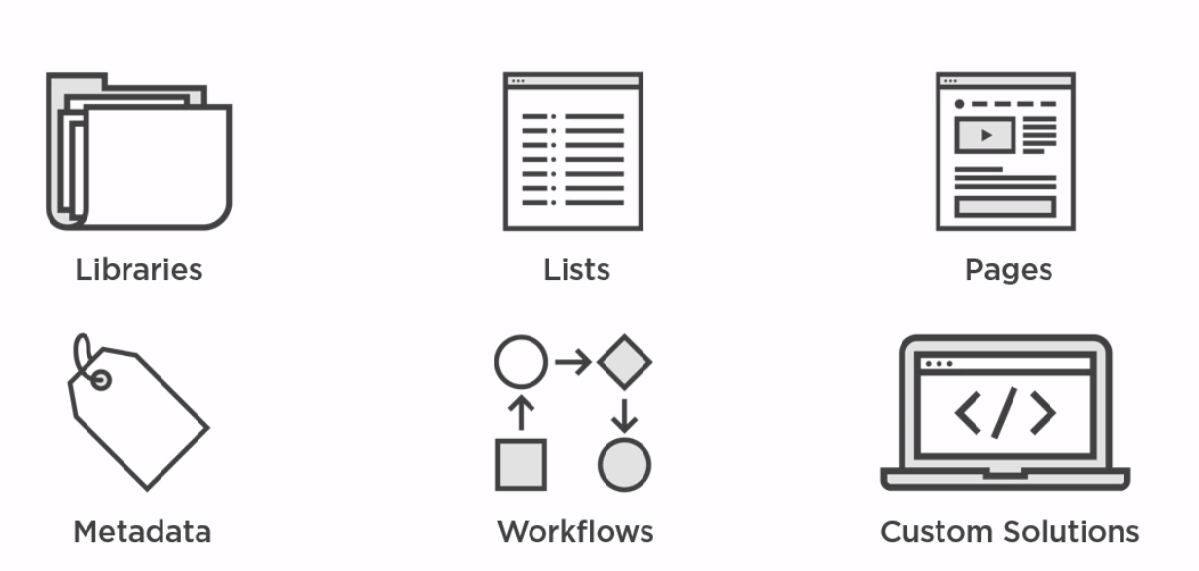 Libraries
Lists
Pages
Metadata
Workflows
Custom Solutions